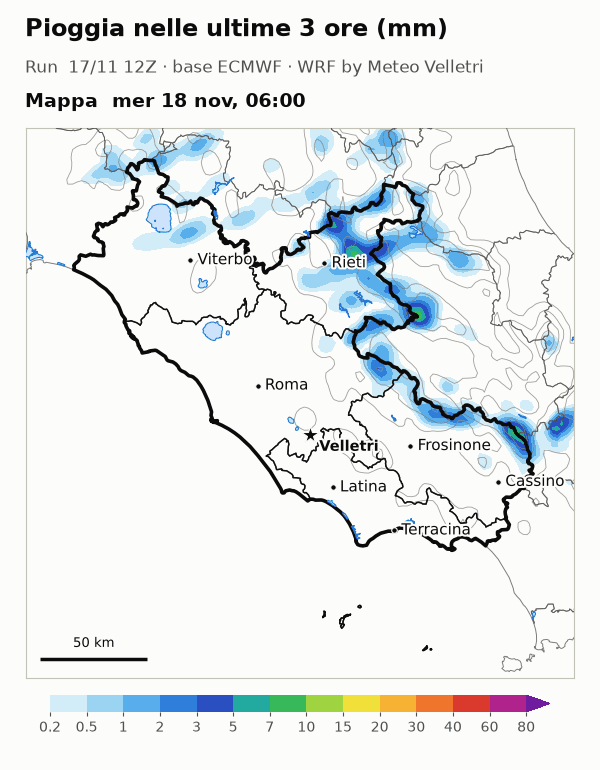 Pioggia nelle ultime 3 ore (mm)
Run 17/11 12Z · base ECMWF · WRF by Meteo Velletri
Mappa mer 18 nov, 06:00
Viterbo
Rieti
Roma
Velletri
Frosinone
Latina
Cassino
Terracina
50 km
0.2 0.5 1 2 3 5 7 10 15 20 30 40 60 80